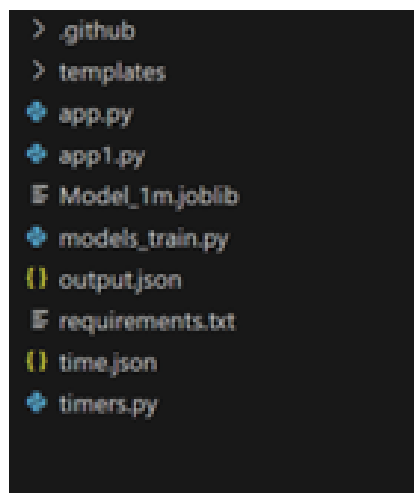 .github
templates
app.py
app1.py
Model_1m.joblib
models_train.py
output.json
requirements.txt
time.json
timers.py